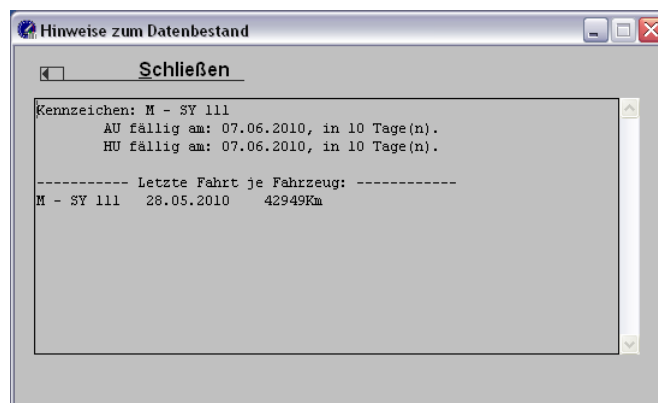 Hinweise zum Datenbestand
Schließen
Kennzeichen: M - SY 111
AU fällig am: 07.06.2010, in 10 Tage(n).
HU fällig am: 07.06.2010, in 10 Tage(n).
----------- Letzte Fahrt je Fahrzeug: ------------
M - SY 111 28.05.2010 42949Km